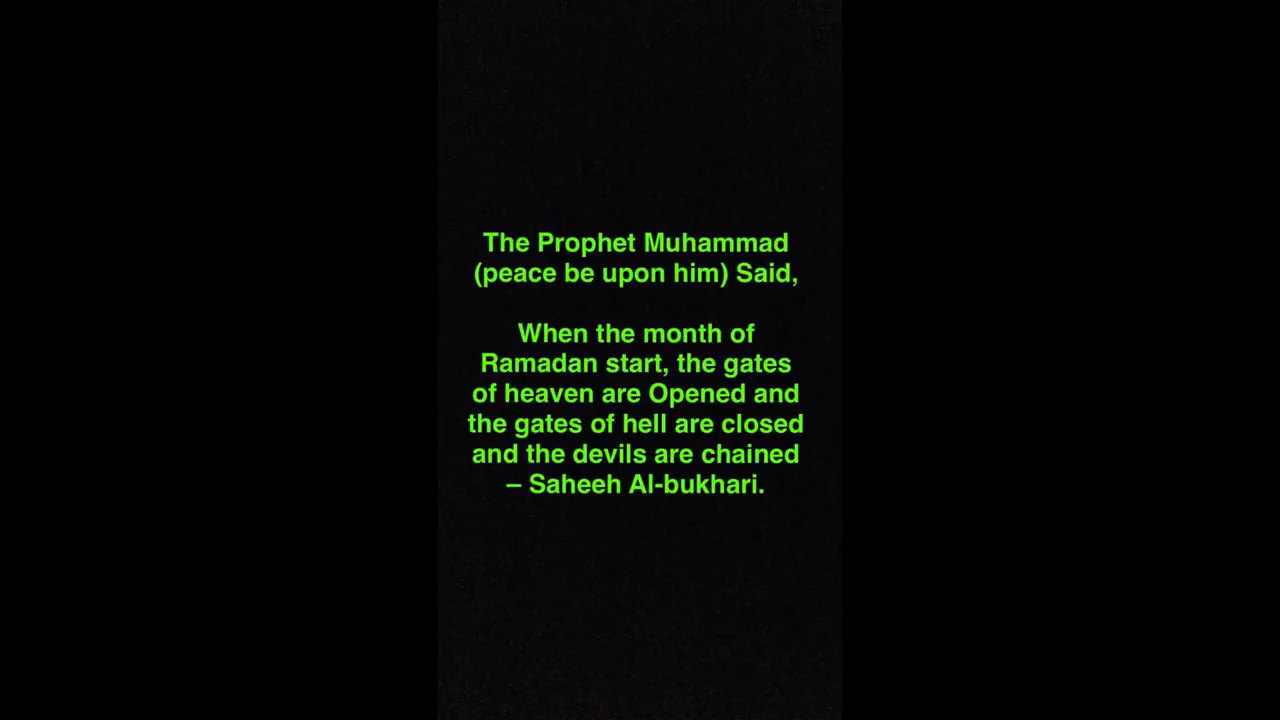 The Prophet Muhammad
(peace be upon him) Said,
When the month of
Ramadan start, the gates
of heaven are Opened and
the gates of hell are closed
and the devils are chained
– Saheeh Al-bukhari.